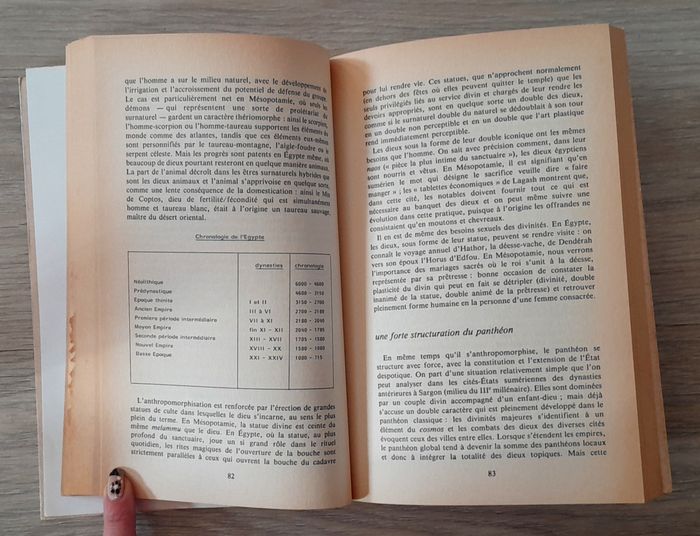 que l'homme a sur le milieu naturel, avec le développement de
l'irrigation et l'accroissement du potentiel de défense du groupe.
Le cas est particulièrement net en Mésopotamie, où seuls les
démons — qui représentent une sorte de prolétariat du
surnaturel — gardent un caractère thériomorphe : ainsi le scorpion,
l'homme-scorpion ou l'homme-taureau supportent les éléments du
monde comme des atlantes, tandis que ces éléments eux-mêmes
sont personnifiés par le taureau-montagne, l'aigle-foudre ou le
serpent céleste. Mais les progrès sont patents en Égypte même, où
beaucoup de dieux pourtant resteront en quelque manière animaux.
La part de l'animal décroît dans les êtres surnaturels hybrides que
sont les dieux animaux et l'animal s'apprivoise en quelque sorte,
comme une lente conséquence de la domestication : ainsi le Min
de Coptos, dieu de fertilité/fécondité qui est simultanément
homme et taureau blanc, était à l'origine un taureau sauvage,
maître du désert oriental.
Chronologie de l'Egypte
dynasties chronologie
Néolithique 6000 - 4600
Prédynastique 4600 - 3150
Époque thinite I et II 3150 - 2700
Ancien Empire III à VI 2700 - 2180
Première période intermédiaire VII à XI 2180 - 2040
Moyen Empire fin XI - XII 2040 - 1785
Seconde période intermédiaire XIII - XVII 1785 - 1580
Nouvel Empire XVIII - XX 1580 - 1080
Basse Époque XXI - XXIV 1080 - 715
L'anthropomorphisation est renforcée par l'érection de grandes
statues de culte dans lesquelles le dieu s'incarne, au sens le plus
plein du terme. En Mésopotamie, la statue divine est ceinte du
même melammu que le dieu. En Égypte, où la statue, au plus
profond du sanctuaire, joue un si grand rôle dans le rituel
quotidien, les rites magiques de l'ouverture de la bouche sont
strictement parallèles à ceux qui ouvrent la bouche du cadavre
82
pour lui rendre vie. Ces statues, que n'approchent normalement
(en dehors des fêtes où elles peuvent quitter le temple) que les
seuls privilégiés liés au service divin et chargés de leur rendre les
devoirs appropriés, sont en quelque sorte un double des dieux,
comme si le surnaturel double du naturel se dédoublait à son tour
en un double non perceptible et en un double que l'art plastique
rend immédiatement perceptible.
Les dieux sous la forme de leur double iconique ont les mêmes
besoins que l'homme. On sait avec précision comment, dans leur
naos (« pièce la plus intime du sanctuaire »), les dieux égyptiens
sont nourris et vêtus. En Mésopotamie, il est signifiant qu'en
sumérien le mot qui désigne le sacrifice veuille dire « faire
manger » ; les « tablettes économiques » de Lagash montrent que,
dans cette cité, les notables doivent fournir tout ce qui est
nécessaire au banquet des dieux et on peut même tracer une
évolution dans cette pratique, puisque à l'origine les offrandes ne
consistaient qu'en moutons et chevreaux.
Il en est de même des besoins sexuels des divinités. En Égypte,
les dieux, sous forme de leur statue, peuvent se rendre visite : on
connaît le voyage annuel d'Hathor, la déesse-vache, de Dendérah
vers son époux l'Horus d'Edfou. En Mésopotamie, nous verrons
l'importance des mariages sacrés où le roi s'unit à la déesse,
représentée par sa prêtresse : bonne occasion de constater la
plasticité du divin qui peut en fait se détripler (divinité, double
inanimé de la statue, double animé de la prêtresse) et retrouver
pleinement forme humaine en la personne d'une femme consacrée.
une forte structuration du panthéon
En même temps qu'il s'anthropomorphise, le panthéon se
structure avec force, avec la constitution et l'extension de l'État
despotique. On part d'une situation relativement simple que l'on
peut analyser dans les cités-États sumériennes des dynasties
antérieures à Sargon (milieu du IIIe millénaire). Elles sont dominées
par un couple divin accompagné d'un enfant-dieu ; mais déjà
s'accuse un double caractère qui est pleinement développé dans le
panthéon classique : les divinités majeures s'identifient à un
élément du cosmos et les combats des dieux des diverses cités
évoquent ceux des villes entre elles. Lorsque s'étendent les empires,
le panthéon global tend à devenir la somme des panthéons locaux
et donc à intégrer la totalité des dieux topiques. Mais cette
83